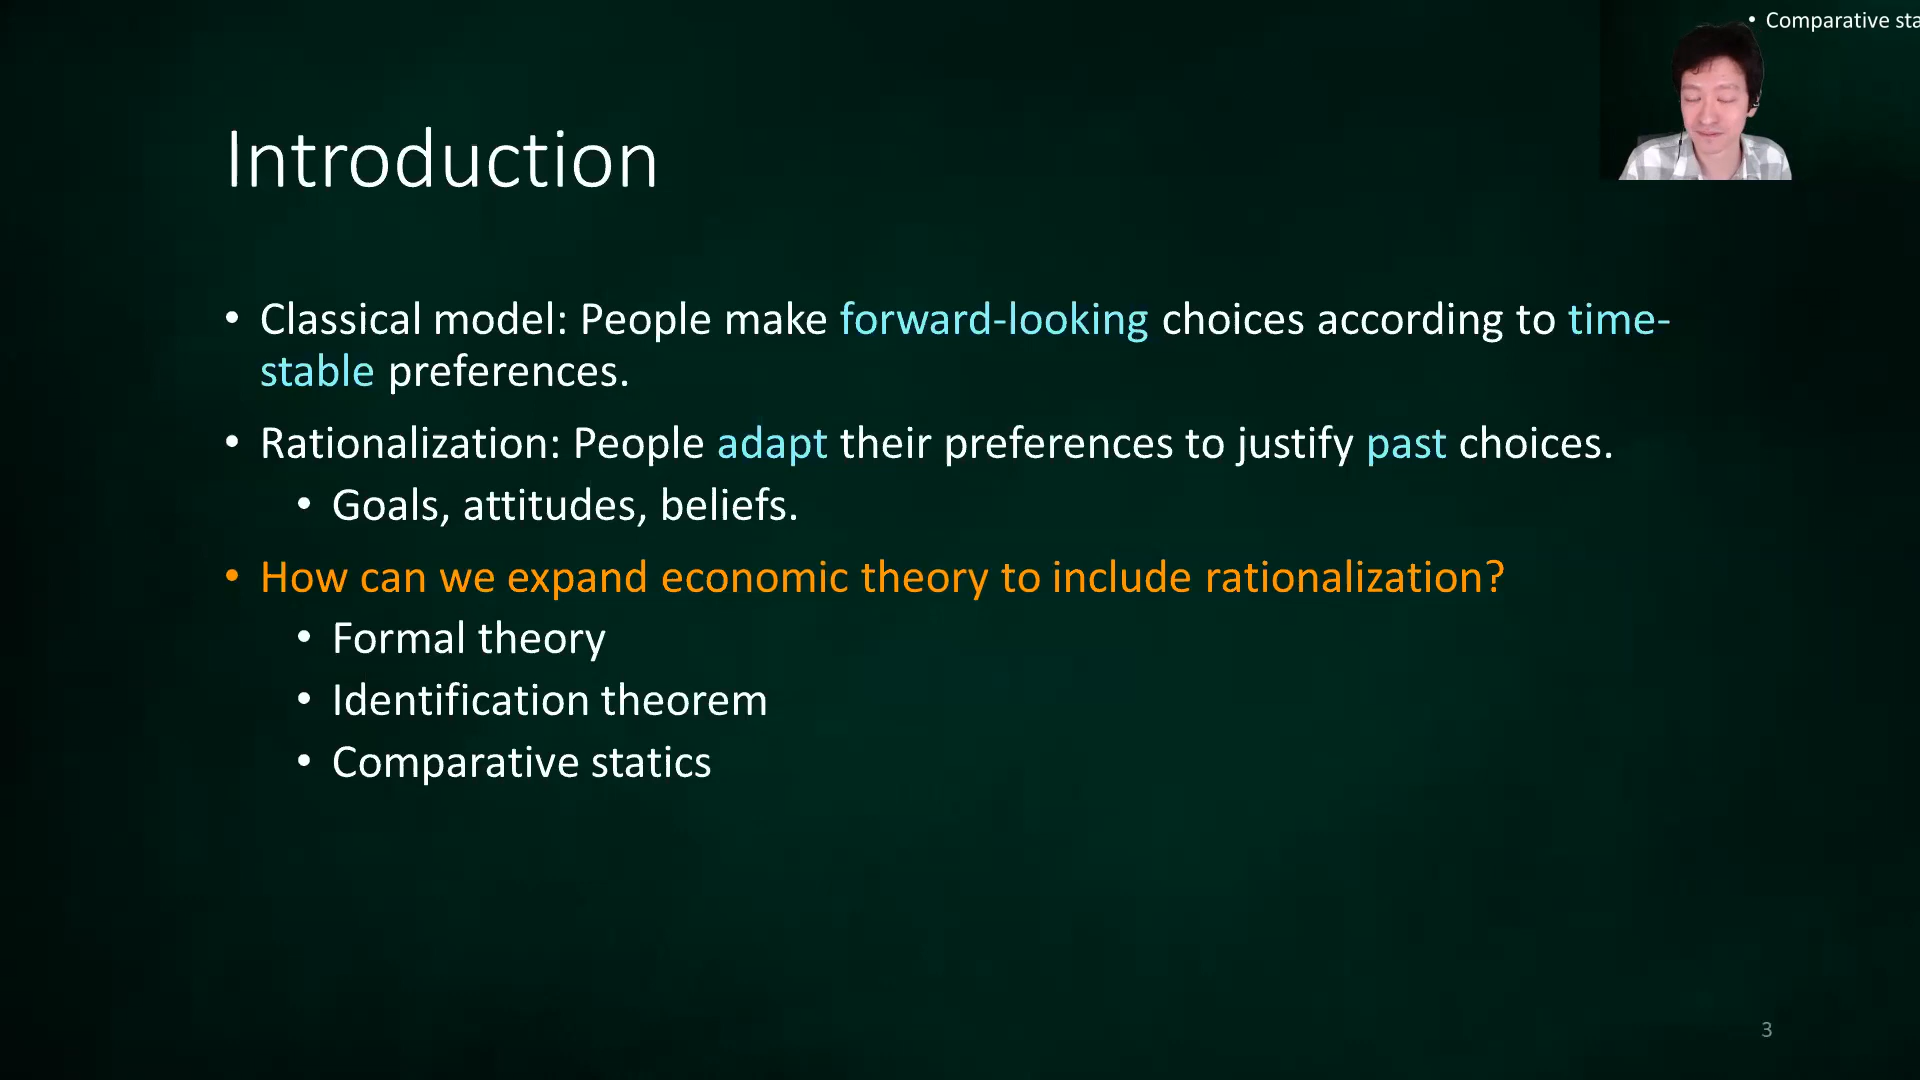 • Comparative sta
Introduction
• Classical model: People make forward-looking choices according to time-
stable preferences.
• Rationalization: People adapt their preferences to justify past choices.
• Goals, attitudes, beliefs.
• How can we expand economic theory to include rationalization?
• Formal theory
• Identification theorem
• Comparative statics
3